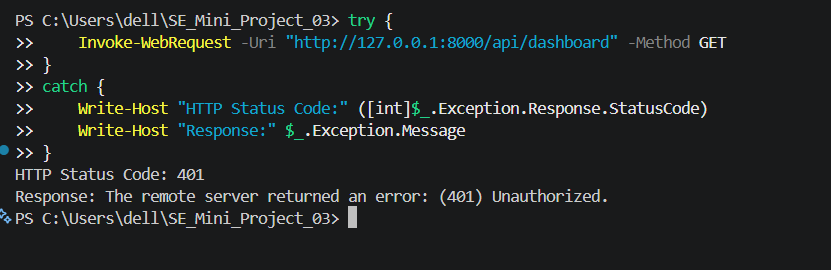 PS C:\Users\dell\SE_Mini_Project_03> try {
>>     Invoke-WebRequest -Uri "http://127.0.0.1:8000/api/dashboard" -Method GET
>> }
>> catch {
>>     Write-Host "HTTP Status Code:" ([int]$_.Exception.Response.StatusCode)
>>     Write-Host "Response:" $_.Exception.Message
>> }
HTTP Status Code: 401
Response: The remote server returned an error: (401) Unauthorized.
PS C:\Users\dell\SE_Mini_Project_03>